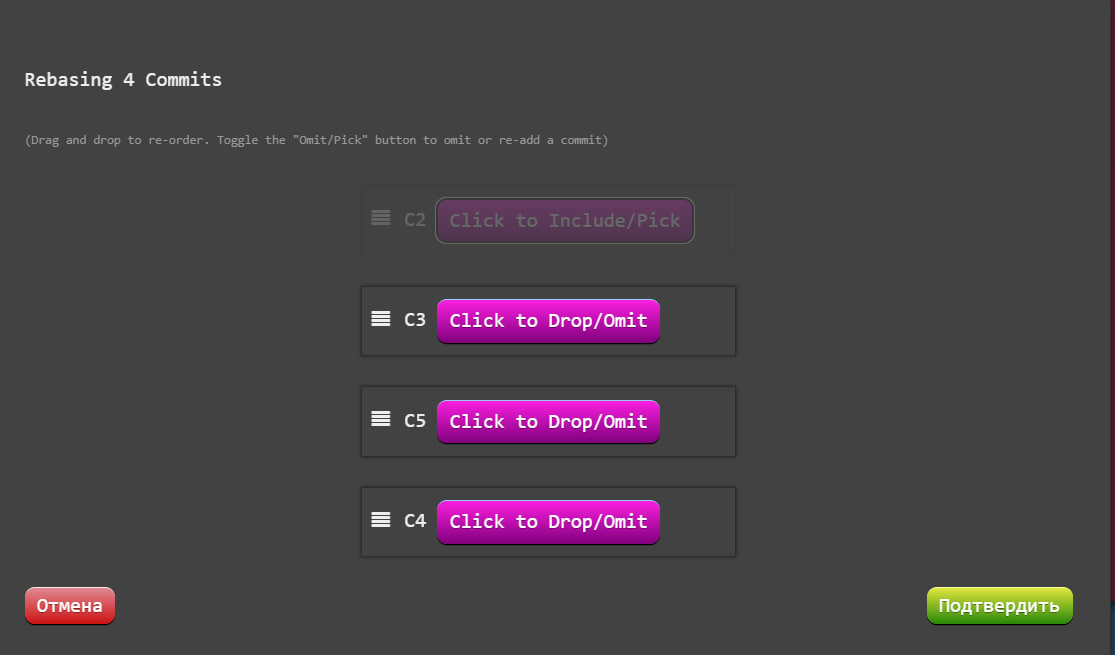 Rebasing 4 Commits
(Drag and drop to re-order. Toggle the "Omit/Pick" button to omit or re-add a commit)
C2 Click to Include/Pick
C3 Click to Drop/Omit
C5 Click to Drop/Omit
C4 Click to Drop/Omit
Отмена Подтвердить